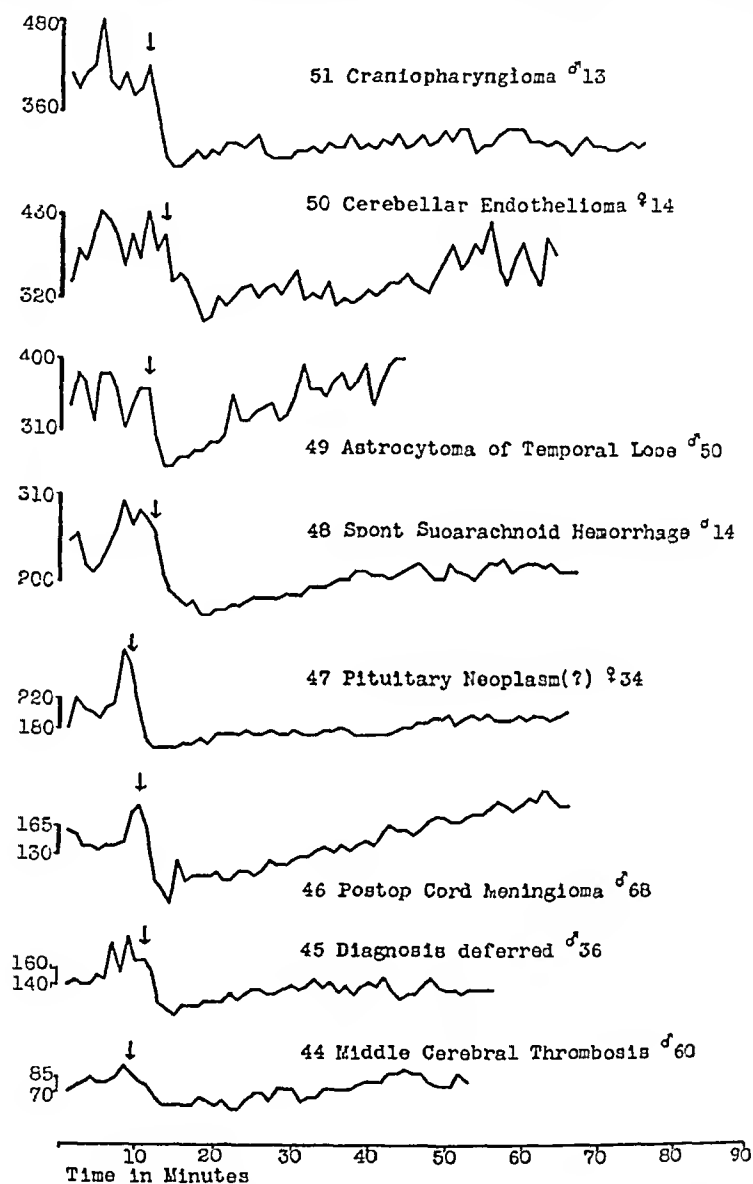 480
360
51 Craniopharyngioma ♂13
430
320
50 Cerebellar Endothelioma ♀14
400
310
49 Astrocytoma of Temporal Looe ♂50
310
200
48 Spont Suoarachnoid Hemorrhage ♂14
220
180
47 Pituitary Neoplasm(?) ♀34
165
130
46 Postop Cord Meningioma ♂68
45 Diagnosis deferred ♂36
160
140
44 Middle Cerebral Thrombosis ♂60
85
70
10 20 30 40 50 60 70 80 90
Time in Minutes